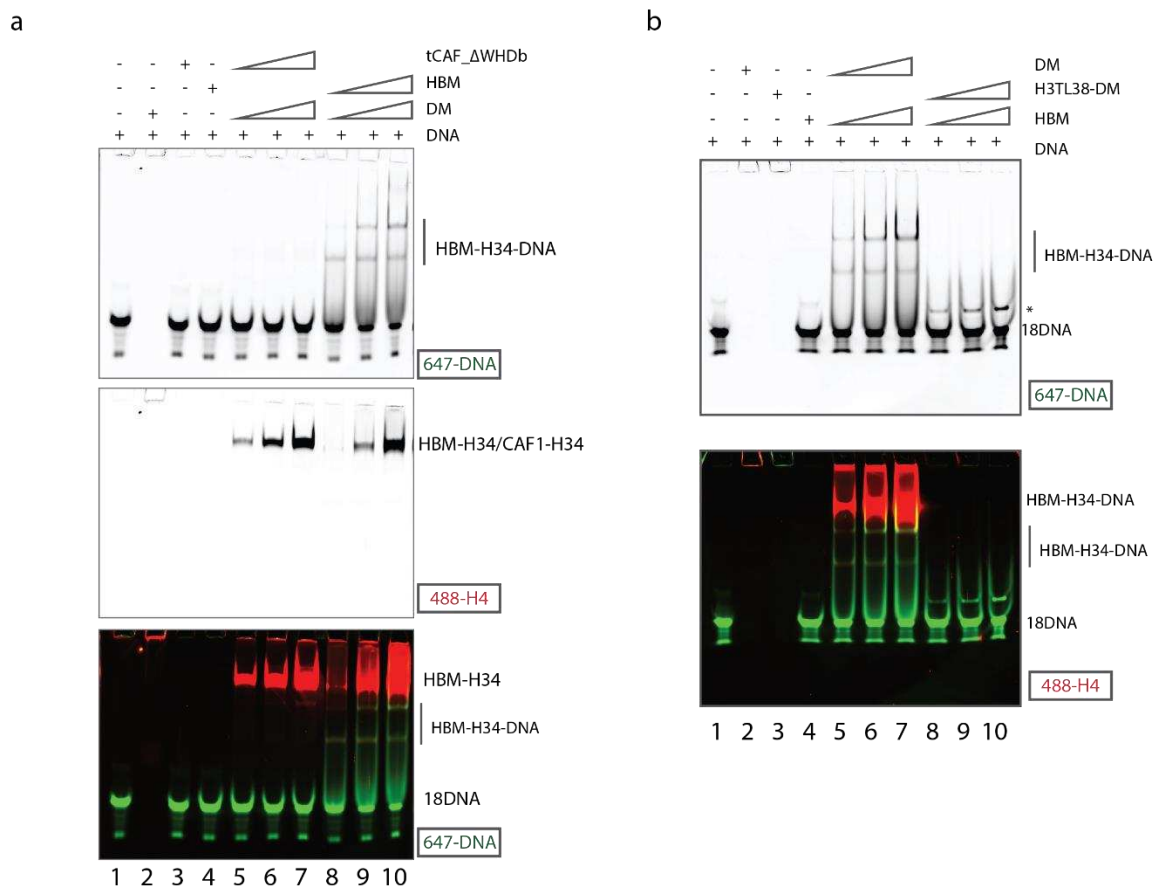 a
tCAF_ΔWHDb
- - + -
HBM
- - - +
DM
- + - -
DNA
+ + + + + + + + +
HBM-H34-DNA
647-DNA
HBM-H34/CAF1-H34
488-H4
HBM-H34
HBM-H34-DNA
18DNA
647-DNA
1 2 3 4 5 6 7 8 9 10
b
- + - - DM
- - + - H3TL38-DM
- - - + HBM
+ + + + + + + + DNA
HBM-H34-DNA
*
18DNA
647-DNA
HBM-H34-DNA
HBM-H34-DNA
18DNA
488-H4
1 2 3 4 5 6 7 8 9 10